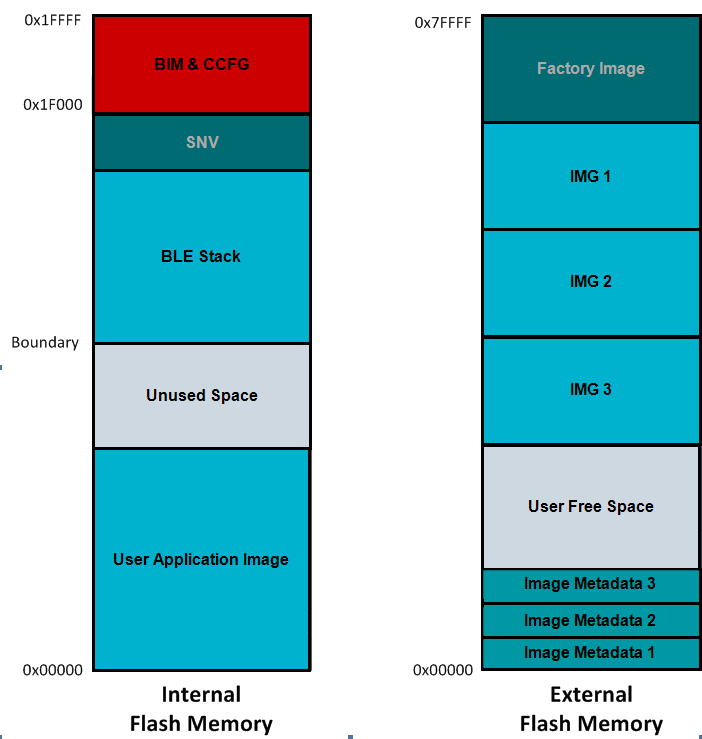 0x1FFFF
BIM & CCFG
0x1F000
SNV
BLE Stack
Boundary
Unused Space
User Application Image
0x00000
Internal
Flash Memory
0x7FFFF
Factory Image
IMG 1
IMG 2
IMG 3
User Free Space
Image Metadata 3
Image Metadata 2
Image Metadata 1
0x00000
External
Flash Memory